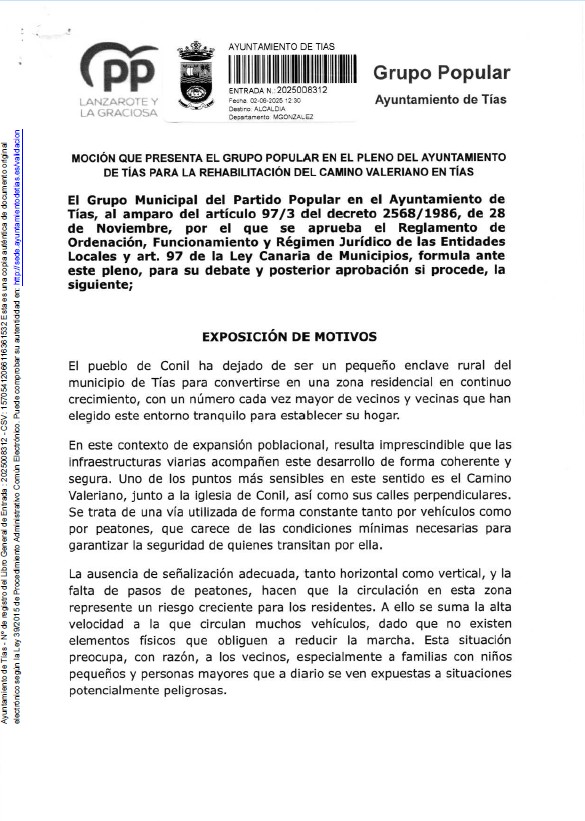 PP
LANZAROTE Y
LA GRACIOSA
AYUNTAMIENTO DE TIAS
ENTRADA N.: 2025008312
Fecha: 02-06-2025 12:30
Destino: ALCALDIA
Departamento: MGONZALEZ
Grupo Popular
Ayuntamiento de Tías
MOCIÓN QUE PRESENTA EL GRUPO POPULAR EN EL PLENO DEL AYUNTAMIENTO
DE TÍAS PARA LA REHABILITACIÓN DEL CAMINO VALERIANO EN TÍAS
El Grupo Municipal del Partido Popular en el Ayuntamiento de
Tías, al amparo del artículo 97/3 del decreto 2568/1986, de 28
de Noviembre, por el que se aprueba el Reglamento de
Ordenación, Funcionamiento y Régimen Jurídico de las Entidades
Locales y art. 97 de la Ley Canaria de Municipios, formula ante
este pleno, para su debate y posterior aprobación si procede, la
siguiente;
EXPOSICIÓN DE MOTIVOS
El pueblo de Conil ha dejado de ser un pequeño enclave rural del
municipio de Tías para convertirse en una zona residencial en continuo
crecimiento, con un número cada vez mayor de vecinos y vecinas que han
elegido este entorno tranquilo para establecer su hogar.
En este contexto de expansión poblacional, resulta imprescindible que las
infraestructuras viarias acompañen este desarrollo de forma coherente y
segura. Uno de los puntos más sensibles en este sentido es el Camino
Valeriano, junto a la iglesia de Conil, así como sus calles perpendiculares.
Se trata de una vía utilizada de forma constante tanto por vehículos como
por peatones, que carece de las condiciones mínimas necesarias para
garantizar la seguridad de quienes transitan por ella.
La ausencia de señalización adecuada, tanto horizontal como vertical, y la
falta de pasos de peatones, hacen que la circulación en esta zona
represente un riesgo creciente para los residentes. A ello se suma la alta
velocidad a la que circulan muchos vehículos, dado que no existen
elementos físicos que obliguen a reducir la marcha. Esta situación
preocupa, con razón, a los vecinos, especialmente a familias con niños
pequeños y personas mayores que a diario se ven expuestas a situaciones
potencialmente peligrosas.
Ayuntamiento de Tías - Nº de registro del Libro General de Entrada : 2025008312 - CSV: 15705412066116361532 Esta es una copia auténtica de documento original
electrónico según la Ley 39/2015 de Procedimiento Administrativo Común Electrónico. Puede comprobar su autenticidad en: http://sede.ayuntamientodetias.es/validacion